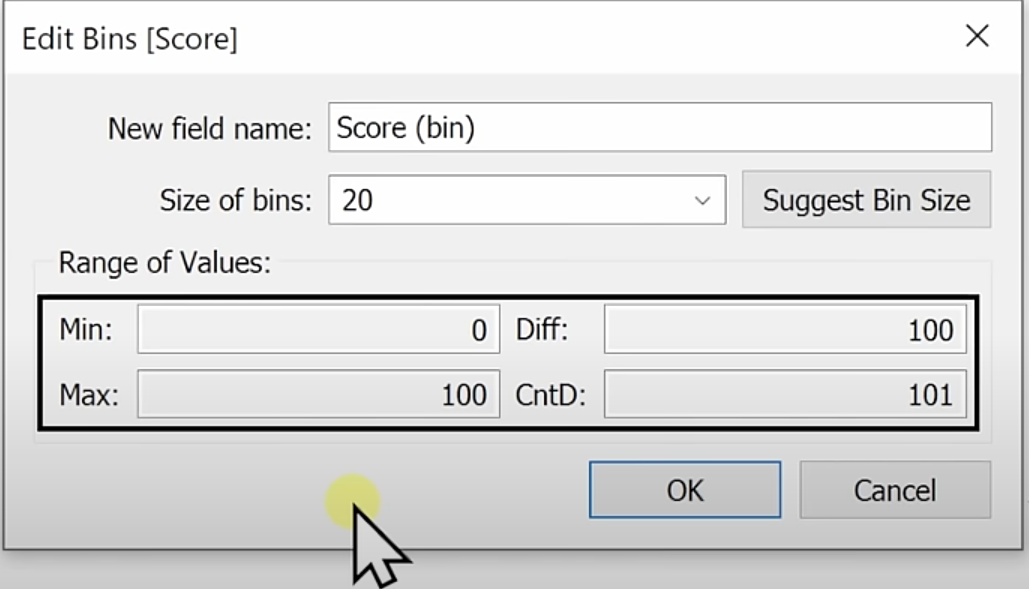 Edit Bins [Score]
New field name: Score (bin)
Size of bins: 20 Suggest Bin Size
Range of Values:
Min: 0 Diff: 100
Max: 100 CntD: 101
OK Cancel